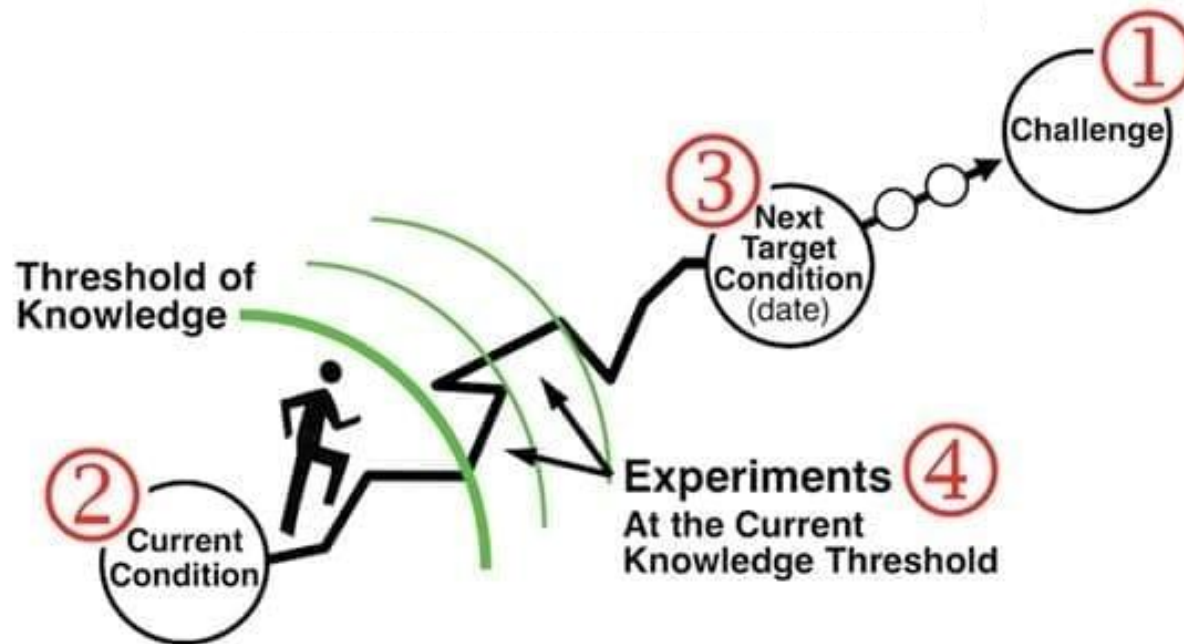 ①
Challenge
③
Next
Target
Condition
(date)
Threshold of
Knowledge
②
Current
Condition
Experiments ④
At the Current
Knowledge Threshold